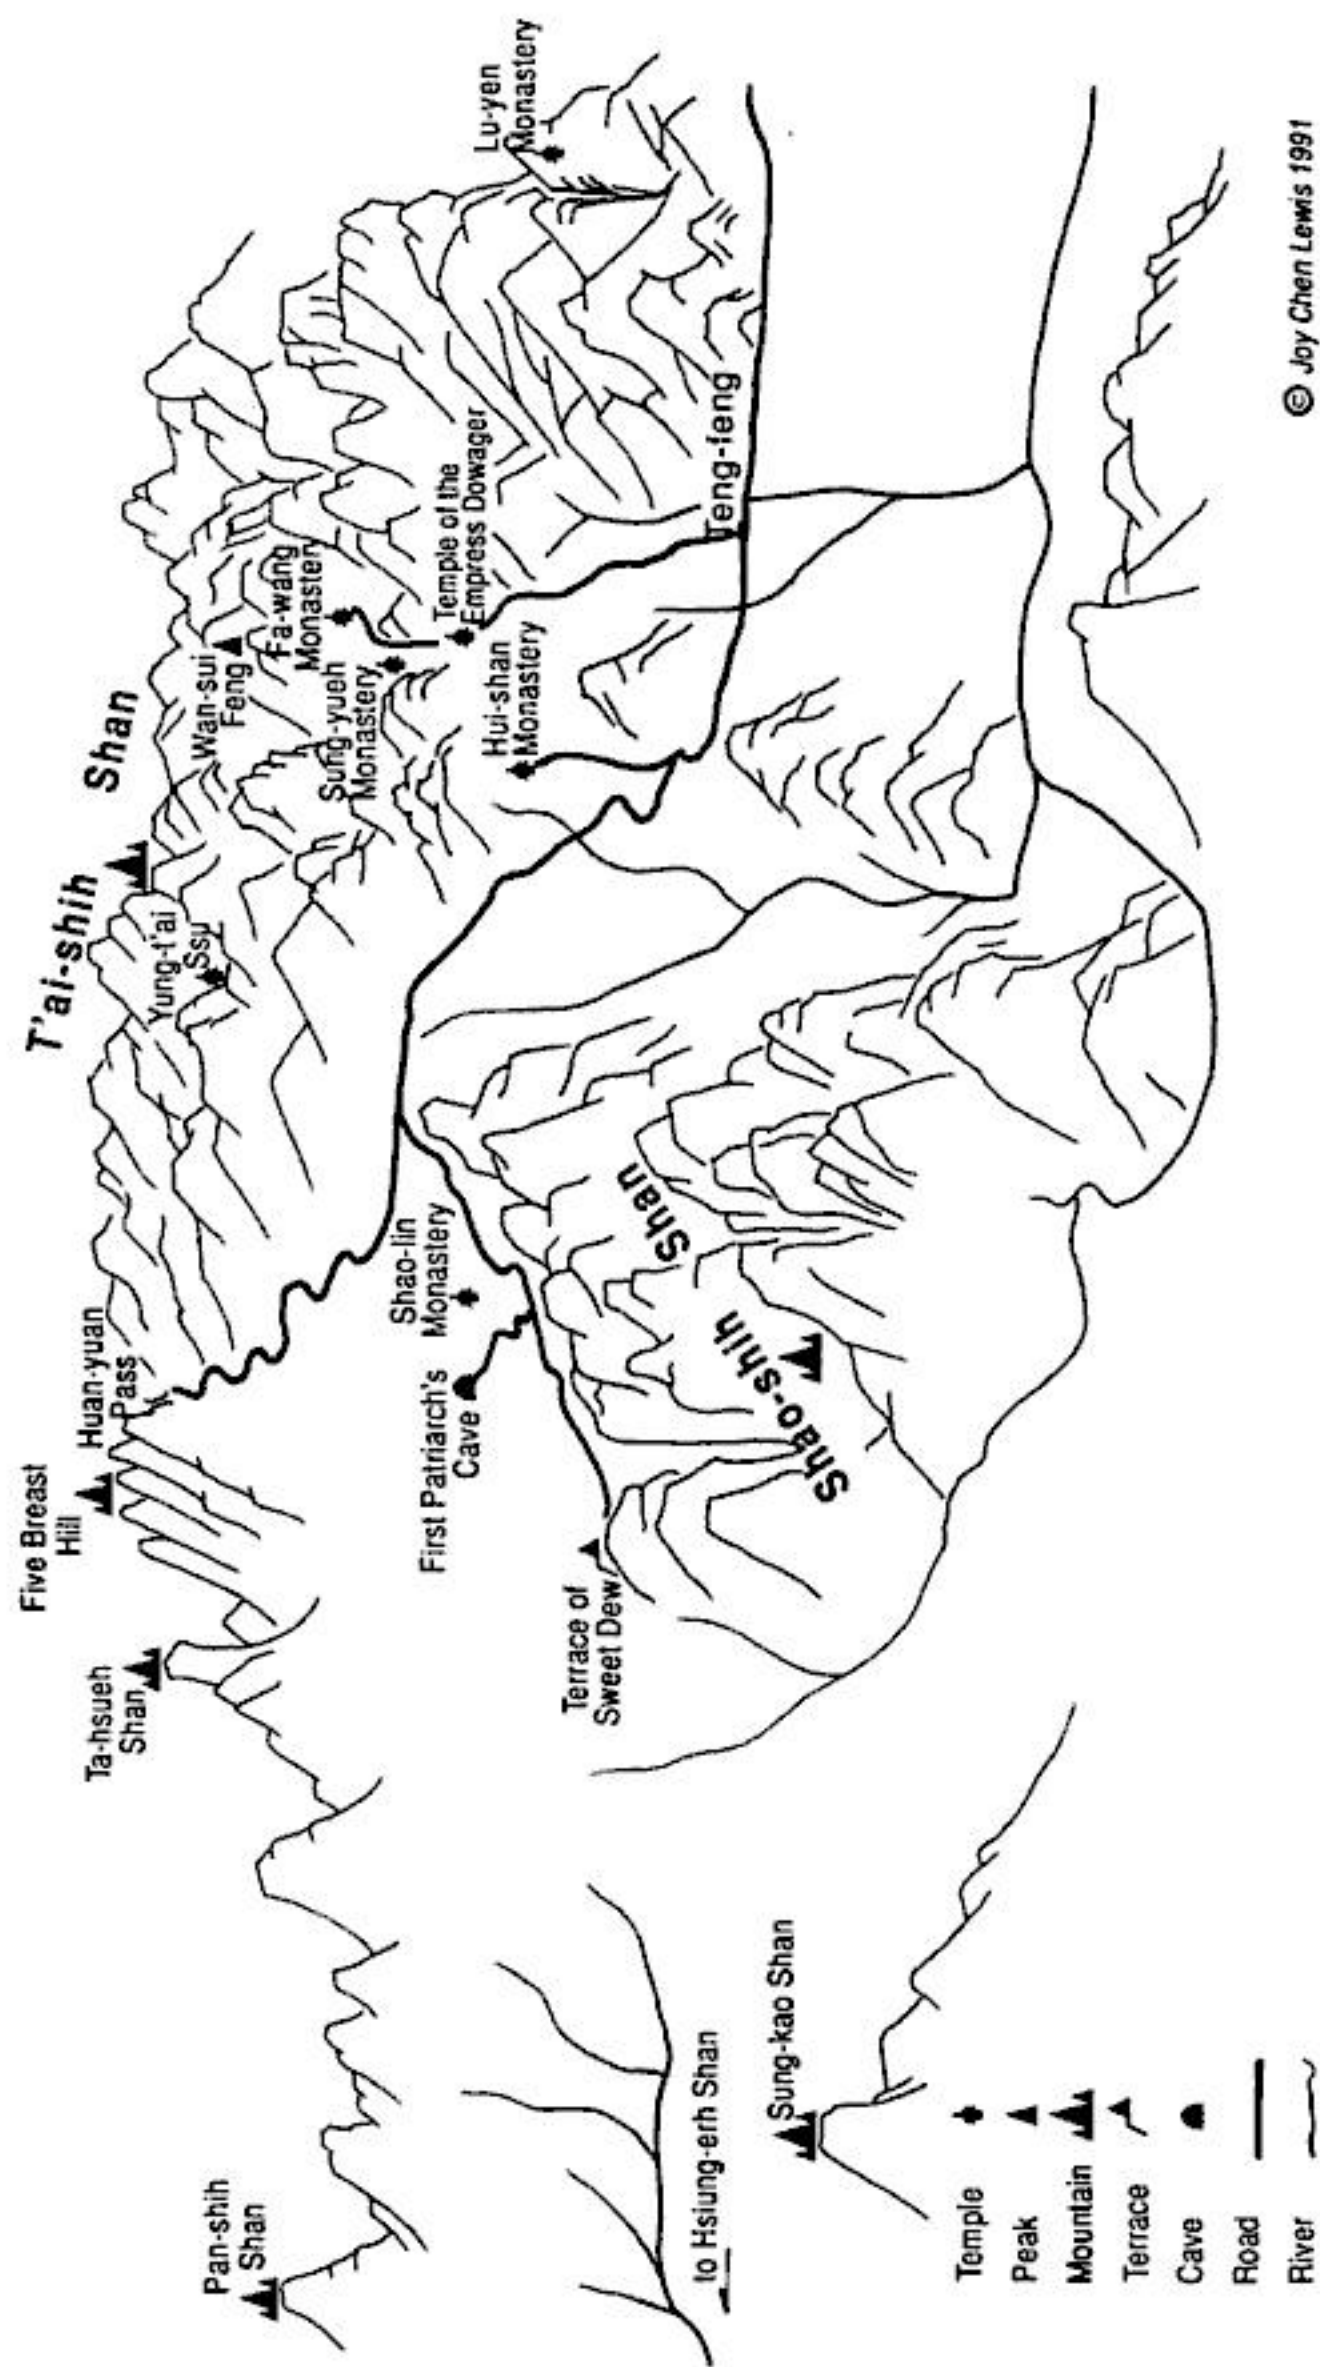 T'ai-shih Shan
Five Breast
Hill
Huan-yuan
Pass
Ta-hsueh
Shan
Pan-shih
Shan
Yung-t'ai
Ssu
Wan-sui
Feng
Fa-wang
Monastery
Sung-yueh
Monastery
Temple of the
Empress Dowager
Hui-shan
Monastery
Lu-yen
Monastery
Teng-feng
Shao-lin
Monastery
First Patriarch's
Cave
Terrace of
Sweet Dew
Shao-shih Shan
to Hsiung-erh Shan
Sung-kao Shan
Temple
Peak
Mountain
Terrace
Cave
Road
River
© Joy Chen Lewis 1991